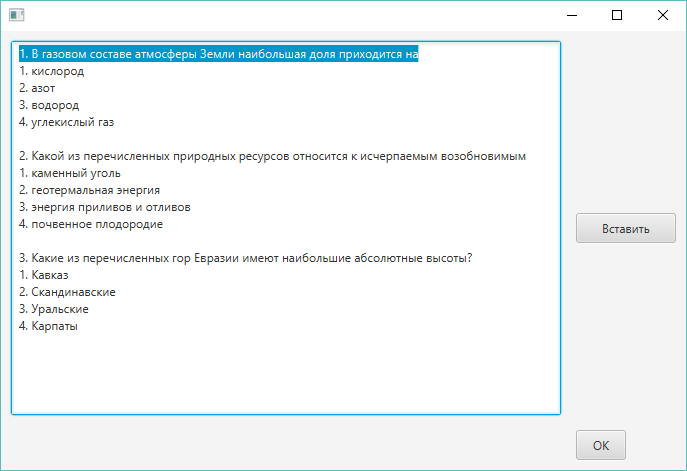 1. В газовом составе атмосферы Земли наибольшая доля приходится на
1. кислород
2. азот
3. водород
4. углекислый газ
2. Какой из перечисленных природных ресурсов относится к исчерпаемым возобновимым
1. каменный уголь
2. геотермальная энергия
3. энергия приливов и отливов
4. почвенное плодородие
3. Какие из перечисленных гор Евразии имеют наибольшие абсолютные высоты?
1. Кавказ
2. Скандинавские
3. Уральские
4. Карпаты
Вставить
OK